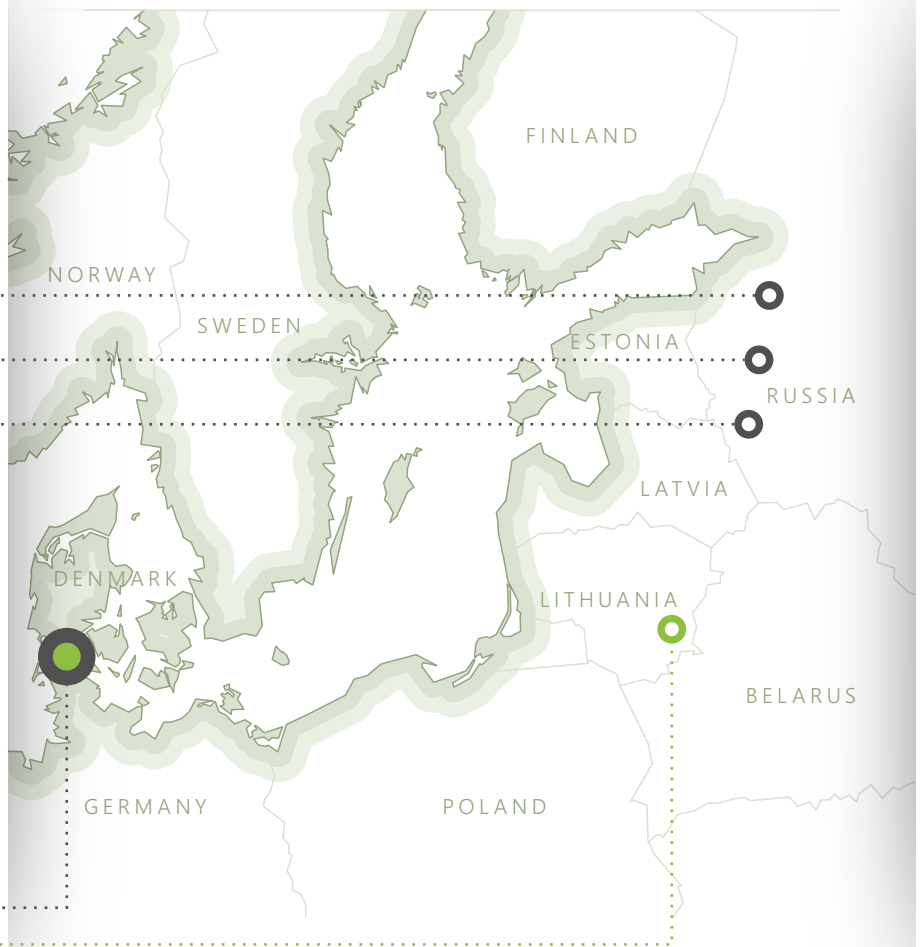 FINLAND
NORWAY
SWEDEN
ESTONIA
RUSSIA
LATVIA
DENMARK
LITHUANIA
BELARUS
GERMANY
POLAND